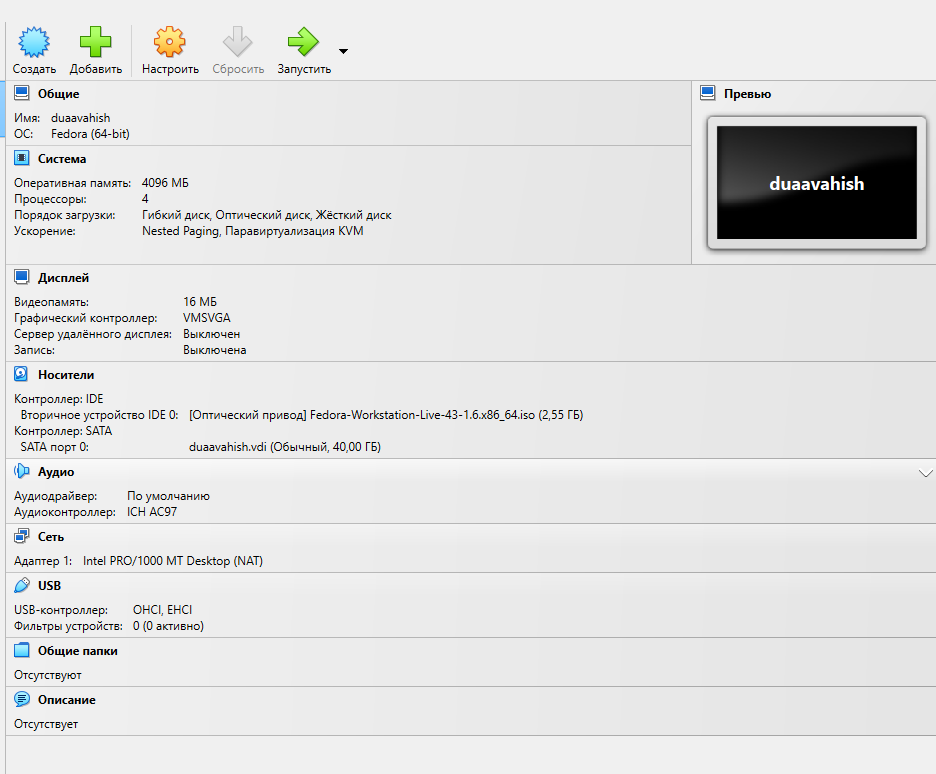 Создать Добавить Настроить Сбросить Запустить
Общие
Имя: duaavahish
ОС: Fedora (64-bit)
Превью
duaavahish
Система
Оперативная память: 4096 МБ
Процессоры: 4
Порядок загрузки: Гибкий диск, Оптический диск, Жёсткий диск
Ускорение: Nested Paging, Паравиртуализация KVM
Дисплей
Видеопамять: 16 МБ
Графический контроллер: VMSVGA
Сервер удалённого дисплея: Выключен
Запись: Выключена
Носители
Контроллер: IDE
Вторичное устройство IDE 0: [Оптический привод] Fedora-Workstation-Live-43-1.6.x86_64.iso (2,55 ГБ)
Контроллер: SATA
SATA порт 0: duaavahish.vdi (Обычный, 40,00 ГБ)
Аудио
Аудиодрайвер: По умолчанию
Аудиоконтроллер: ICH AC97
Сеть
Адаптер 1: Intel PRO/1000 MT Desktop (NAT)
USB
USB-контроллер: OHCI, EHCI
Фильтры устройств: 0 (0 активно)
Общие папки
Отсутствуют
Описание
Отсутствует